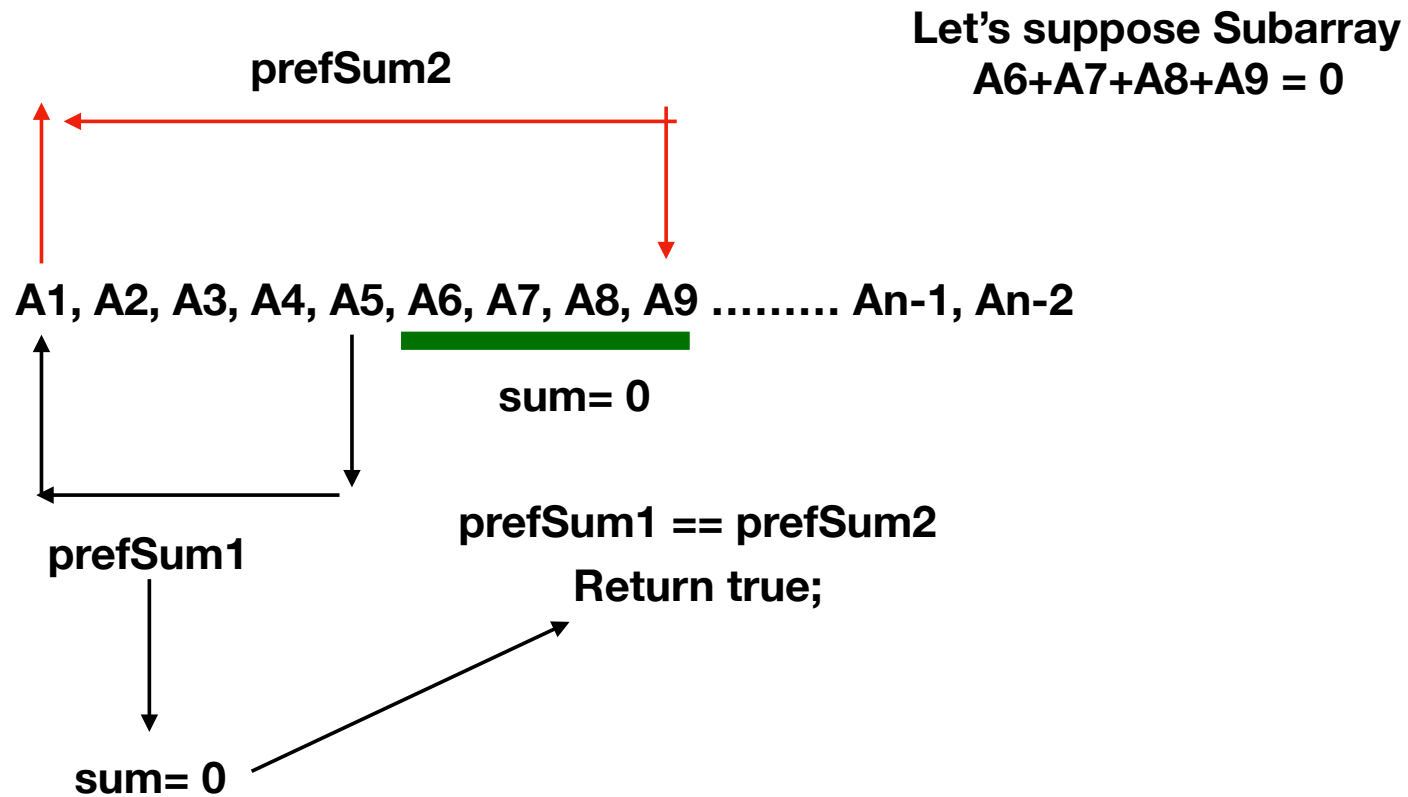 Let’s suppose Subarray
A6+A7+A8+A9 = 0
prefSum2
A1, A2, A3, A4, A5, A6, A7, A8, A9 ......... An-1, An-2
sum= 0
prefSum1 == prefSum2
Return true;
prefSum1
sum= 0